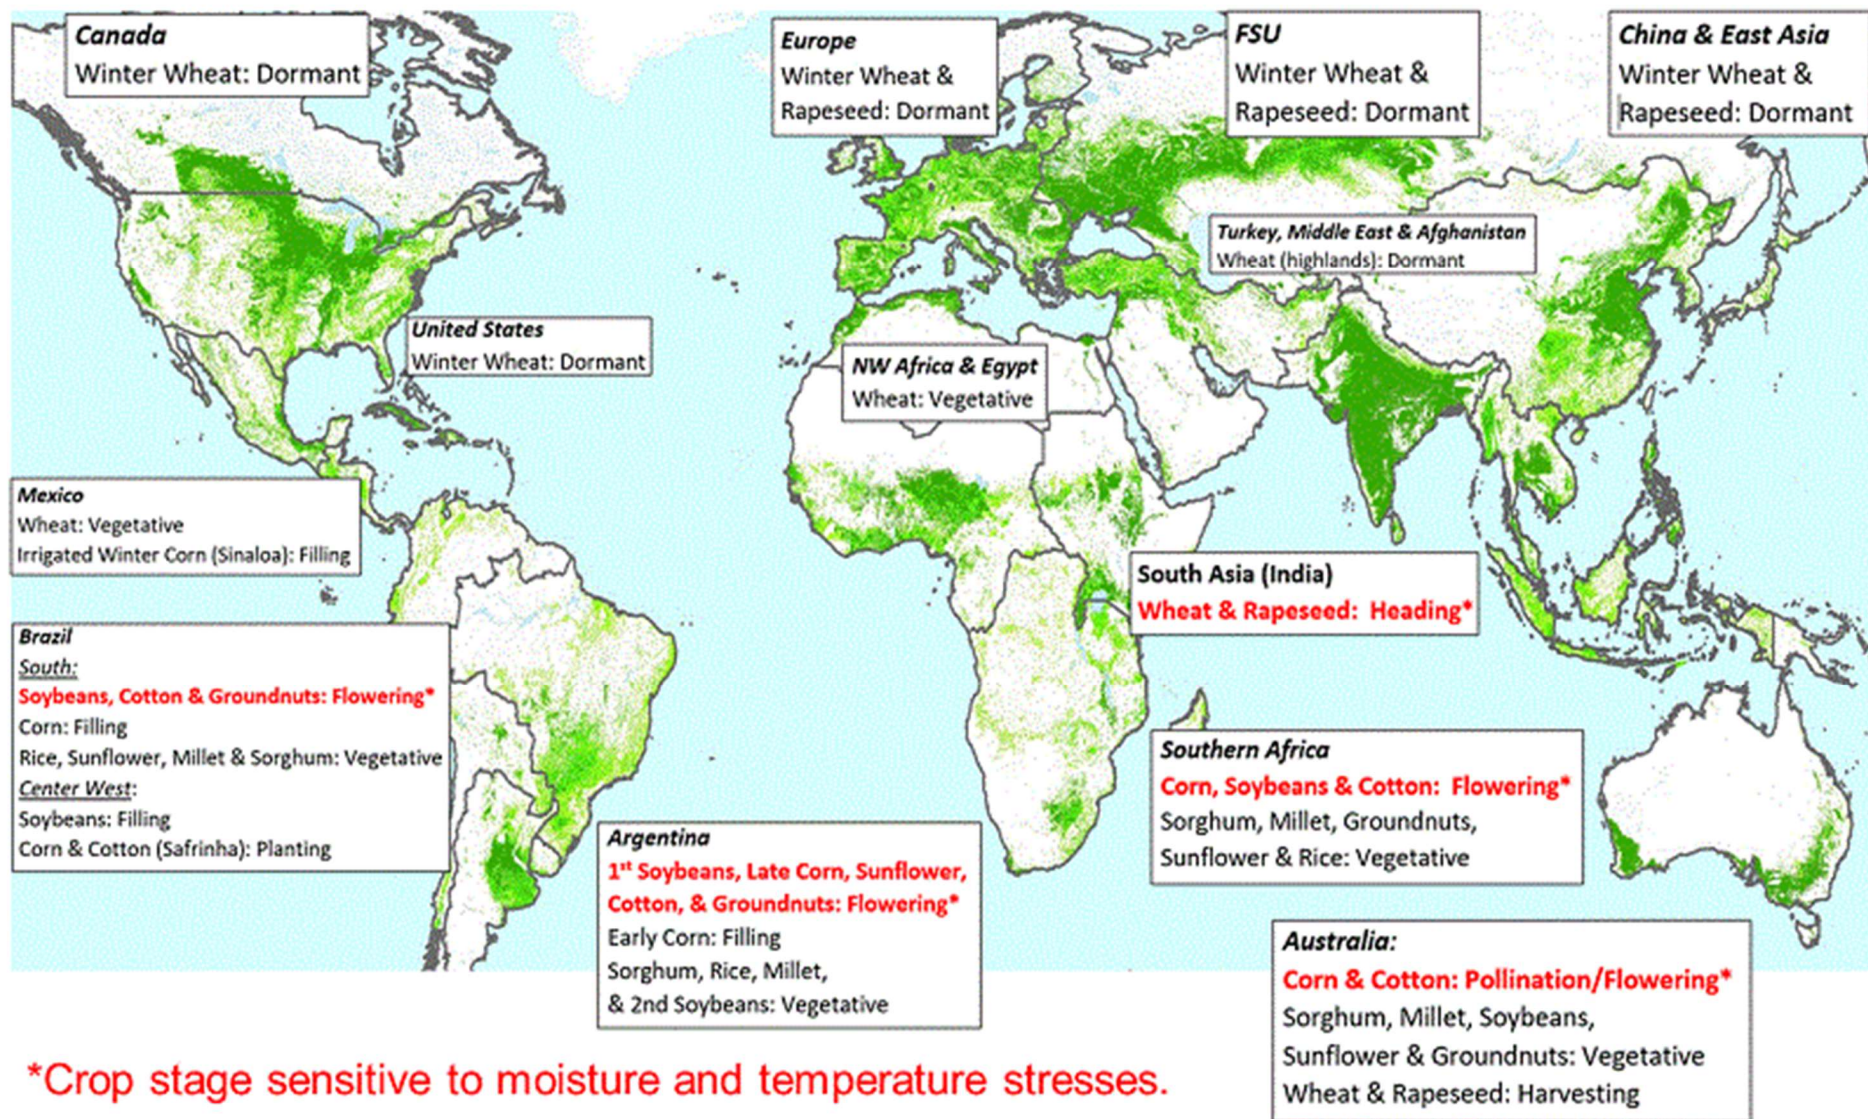 Canada
Winter Wheat: Dormant
Europe
Winter Wheat &
Rapeseed: Dormant
FSU
Winter Wheat &
Rapeseed: Dormant
China & East Asia
Winter Wheat &
Rapeseed: Dormant
Turkey, Middle East & Afghanistan
Wheat (highlands): Dormant
United States
Winter Wheat: Dormant
NW Africa & Egypt
Wheat: Vegetative
Mexico
Wheat: Vegetative
Irrigated Winter Corn (Sinaloa): Filling
South Asia (India)
Wheat & Rapeseed: Heading*
Brazil
South:
Soybeans, Cotton & Groundnuts: Flowering*
Corn: Filling
Rice, Sunflower, Millet & Sorghum: Vegetative
Center West:
Soybeans: Filling
Corn & Cotton (Safrinha): Planting
Southern Africa
Corn, Soybeans & Cotton: Flowering*
Sorghum, Millet, Groundnuts,
Sunflower & Rice: Vegetative
Argentina
1st Soybeans, Late Corn, Sunflower,
Cotton, & Groundnuts: Flowering*
Early Corn: Filling
Sorghum, Rice, Millet,
& 2nd Soybeans: Vegetative
Australia:
Corn & Cotton: Pollination/Flowering*
Sorghum, Millet, Soybeans,
Sunflower & Groundnuts: Vegetative
Wheat & Rapeseed: Harvesting
*Crop stage sensitive to moisture and temperature stresses.